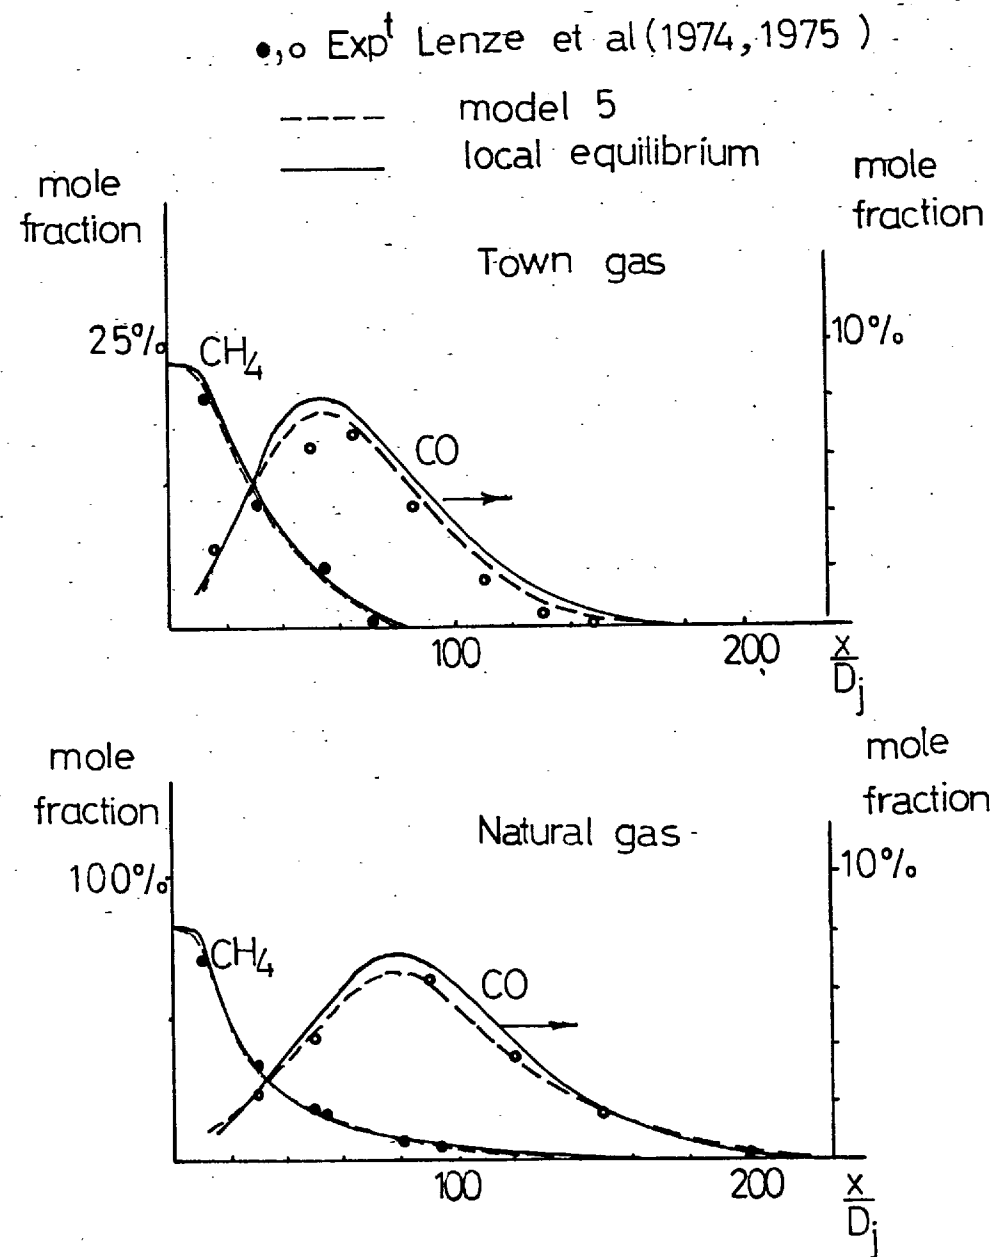 ●,○ Expᵗ Lenze et al (1974, 1975 )
model 5
local equilibrium
mole
fraction
mole
fraction
Town gas
25%
10%
CH₄
CO
100
200
x
Dj
mole
fraction
mole
fraction
Natural gas
100%
10%
CH₄
CO
100
200
x
Dj